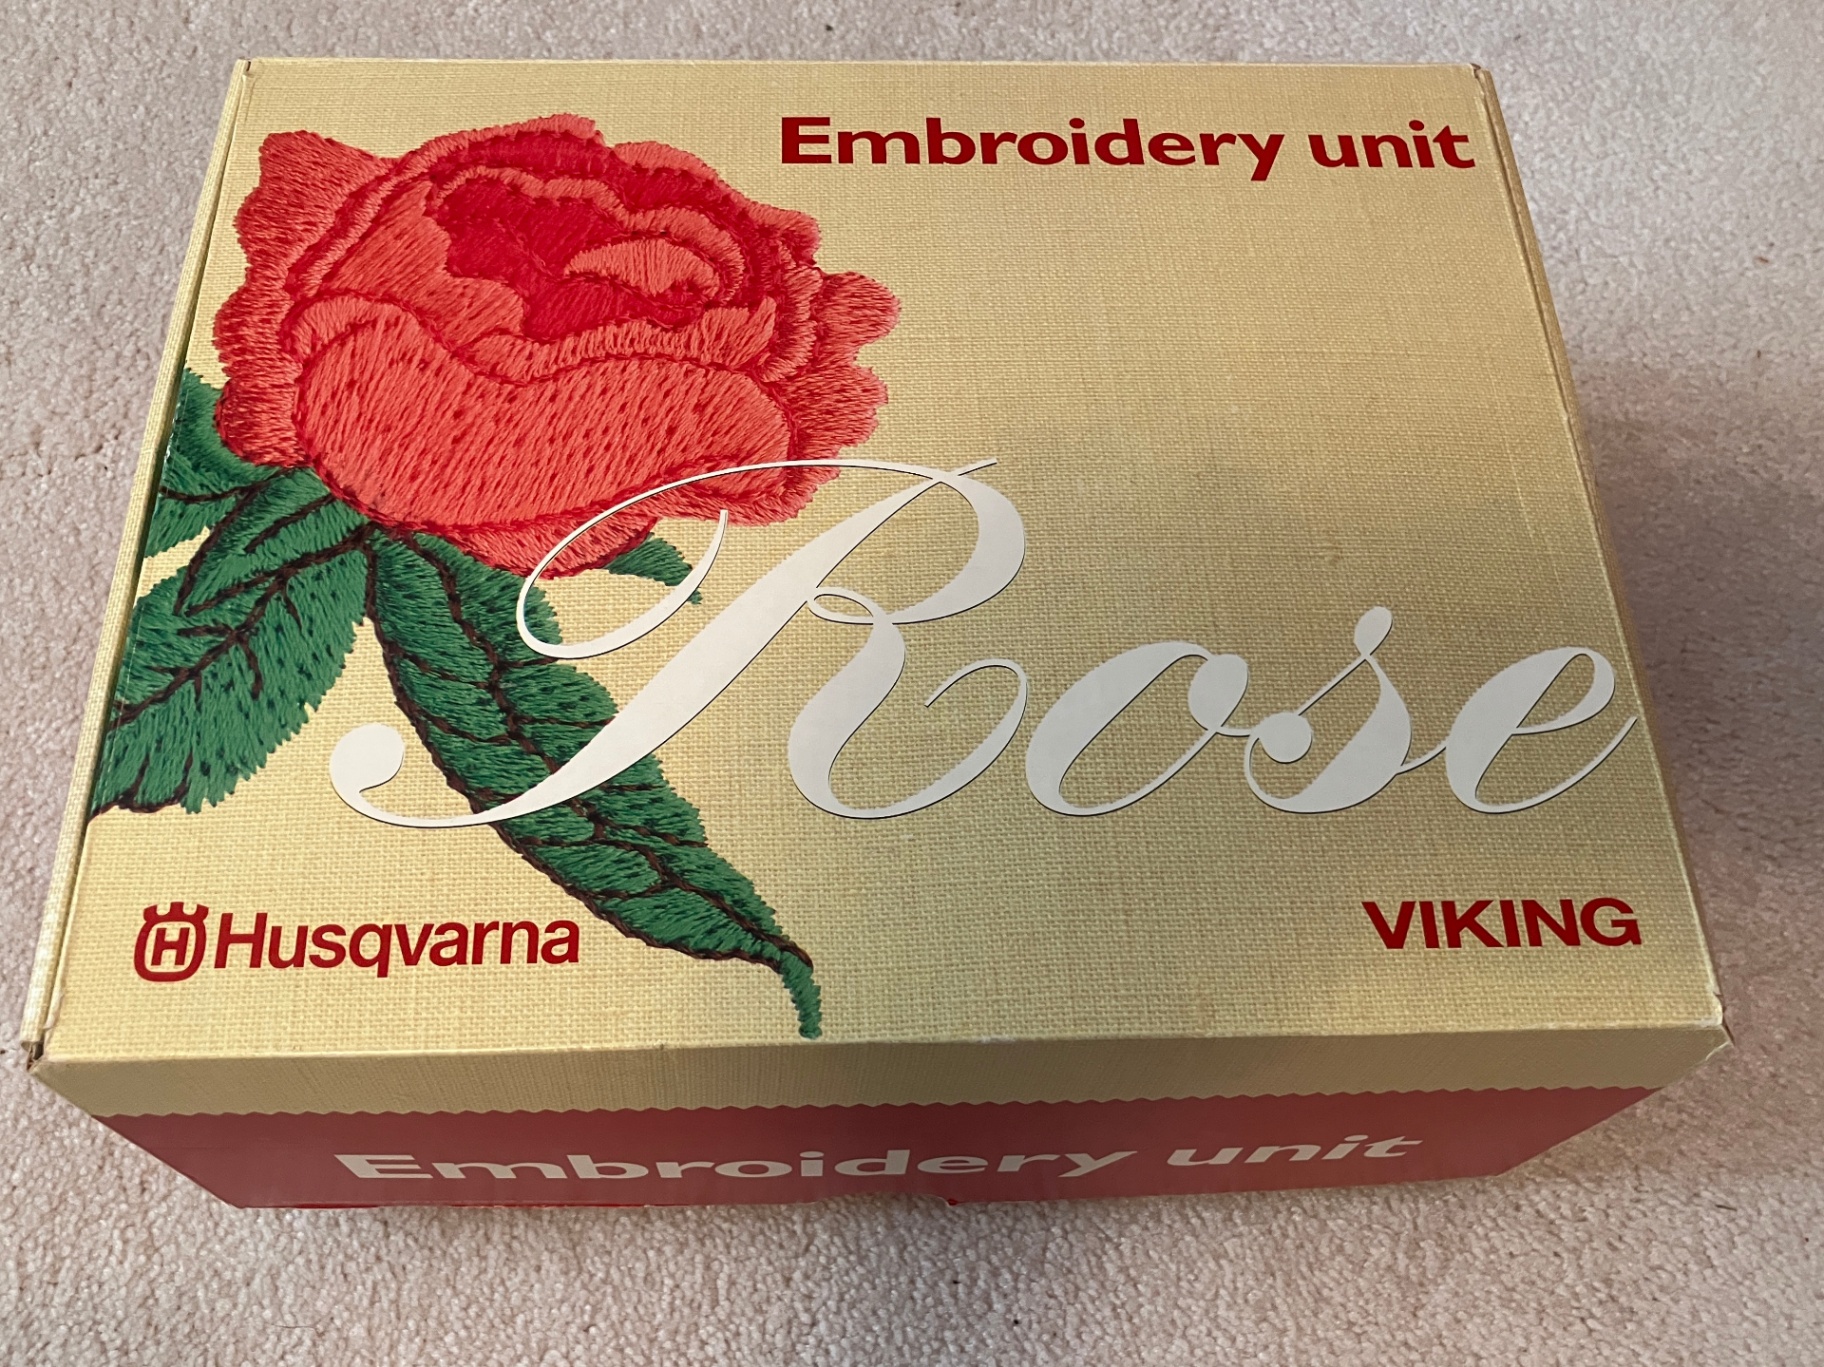 Embroidery unit
Rose
H Husqvarna
VIKING
Embroidery unit